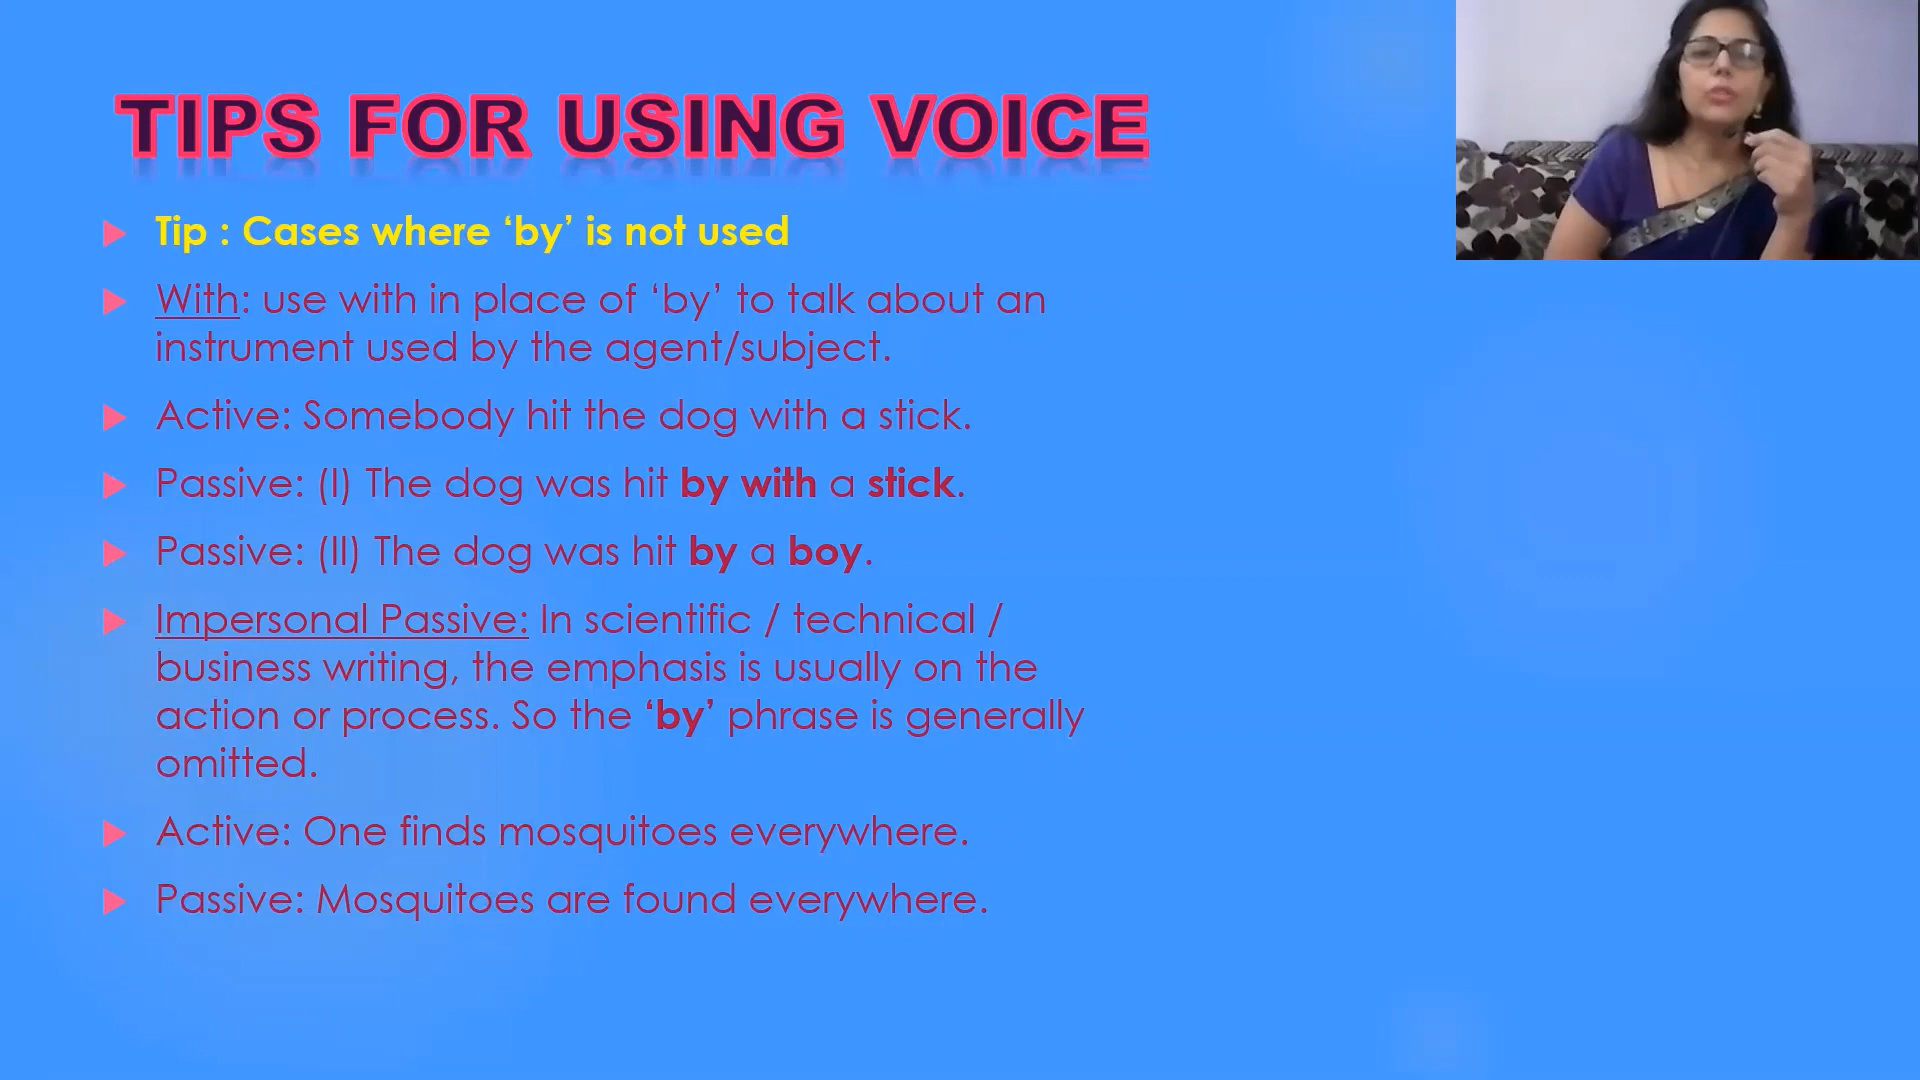 TIPS FOR USING VOICE
Tip : Cases where ‘by’ is not used
With: use with in place of ‘by’ to talk about an
instrument used by the agent/subject.
Active: Somebody hit the dog with a stick.
Passive: (I) The dog was hit by with a stick.
Passive: (II) The dog was hit by a boy.
Impersonal Passive: In scientific / technical /
business writing, the emphasis is usually on the
action or process. So the ‘by’ phrase is generally
omitted.
Active: One finds mosquitoes everywhere.
Passive: Mosquitoes are found everywhere.